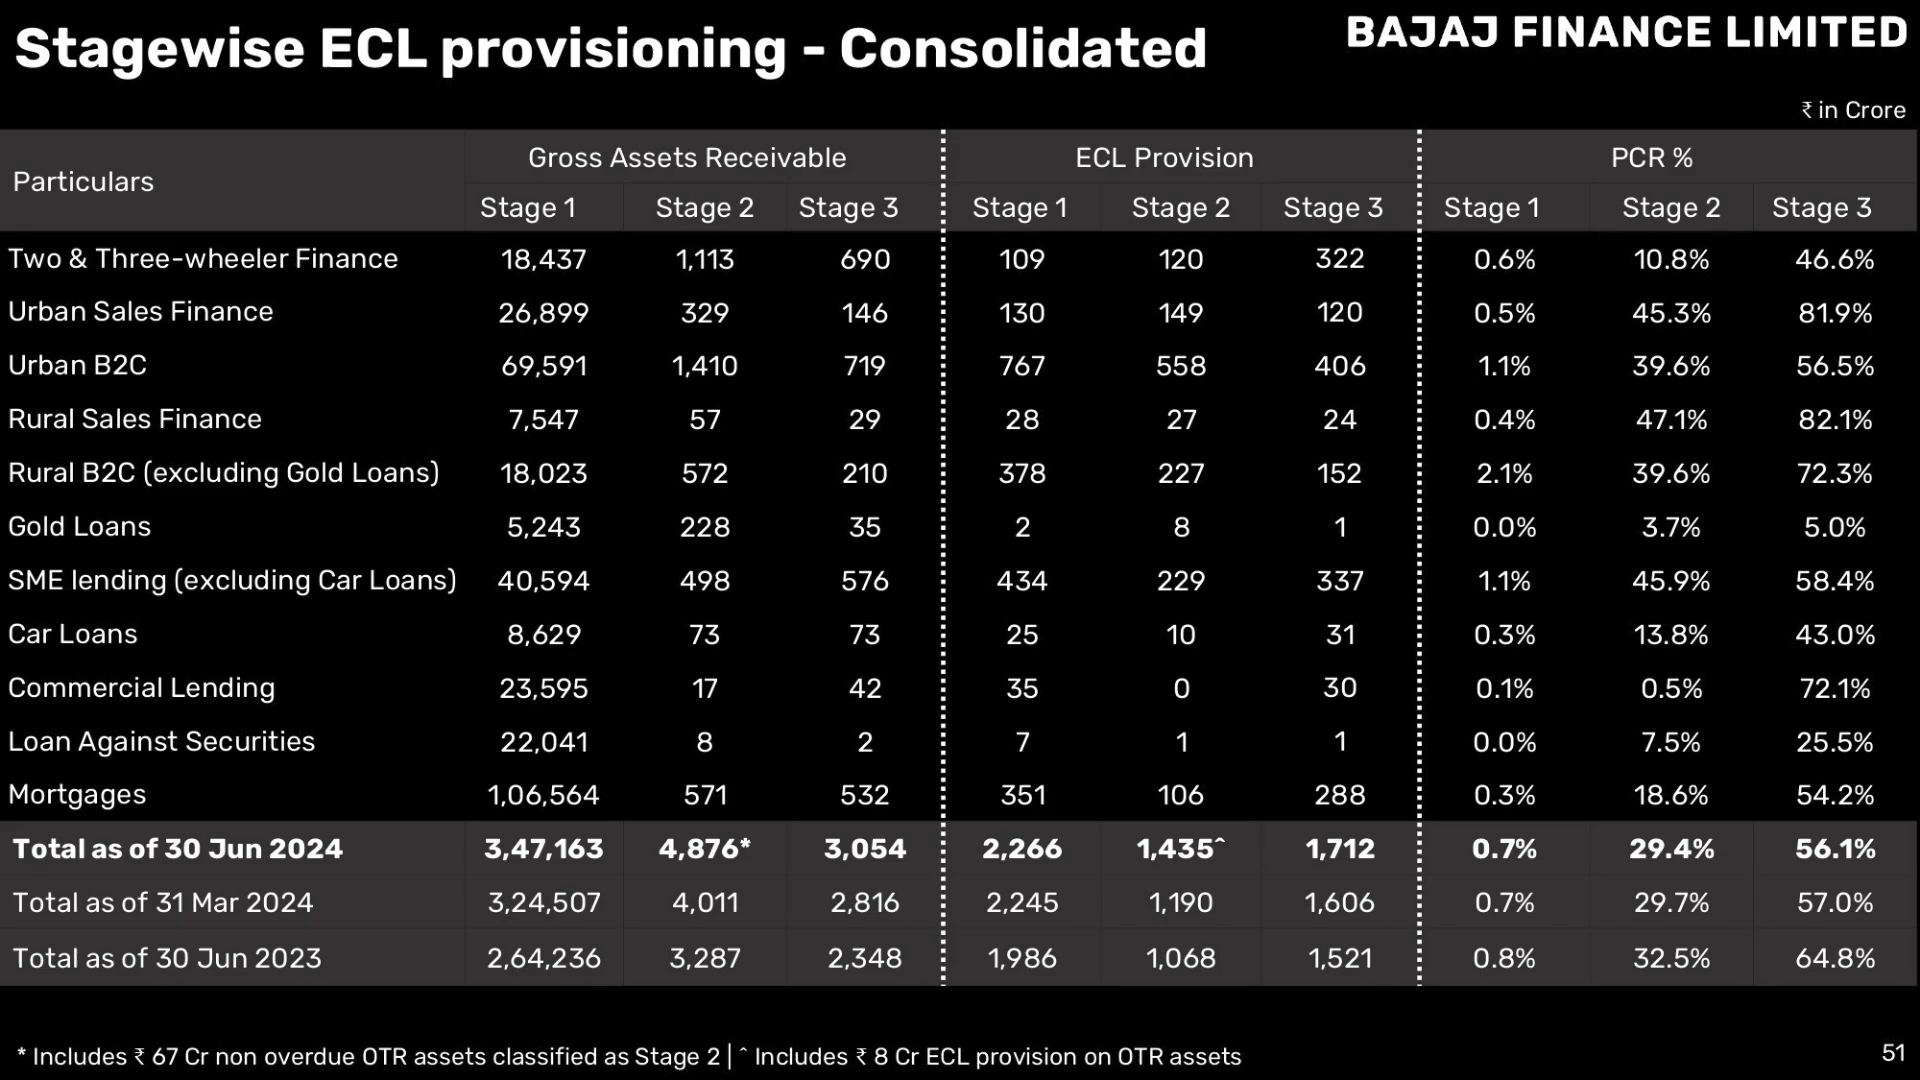 Stagewise ECL provisioning - Consolidated
BAJAJ FINANCE LIMITED
₹ in Crore
Particulars Gross Assets Receivable ECL Provision PCR %
Stage 1 Stage 2 Stage 3 Stage 1 Stage 2 Stage 3 Stage 1 Stage 2 Stage 3
Two & Three-wheeler Finance 18,437 1,113 690 109 120 322 0.6% 10.8% 46.6%
Urban Sales Finance 26,899 329 146 130 149 120 0.5% 45.3% 81.9%
Urban B2C 69,591 1,410 719 767 558 406 1.1% 39.6% 56.5%
Rural Sales Finance 7,547 57 29 28 27 24 0.4% 47.1% 82.1%
Rural B2C (excluding Gold Loans) 18,023 572 210 378 227 152 2.1% 39.6% 72.3%
Gold Loans 5,243 228 35 2 8 1 0.0% 3.7% 5.0%
SME lending (excluding Car Loans) 40,594 498 576 434 229 337 1.1% 45.9% 58.4%
Car Loans 8,629 73 73 25 10 31 0.3% 13.8% 43.0%
Commercial Lending 23,595 17 42 35 0 30 0.1% 0.5% 72.1%
Loan Against Securities 22,041 8 2 7 1 1 0.0% 7.5% 25.5%
Mortgages 1,06,564 571 532 351 106 288 0.3% 18.6% 54.2%
Total as of 30 Jun 2024 3,47,163 4,876* 3,054 2,266 1,435^ 1,712 0.7% 29.4% 56.1%
Total as of 31 Mar 2024 3,24,507 4,011 2,816 2,245 1,190 1,606 0.7% 29.7% 57.0%
Total as of 30 Jun 2023 2,64,236 3,287 2,348 1,986 1,068 1,521 0.8% 32.5% 64.8%
* Includes ₹ 67 Cr non overdue OTR assets classified as Stage 2 | ^ Includes ₹ 8 Cr ECL provision on OTR assets
51